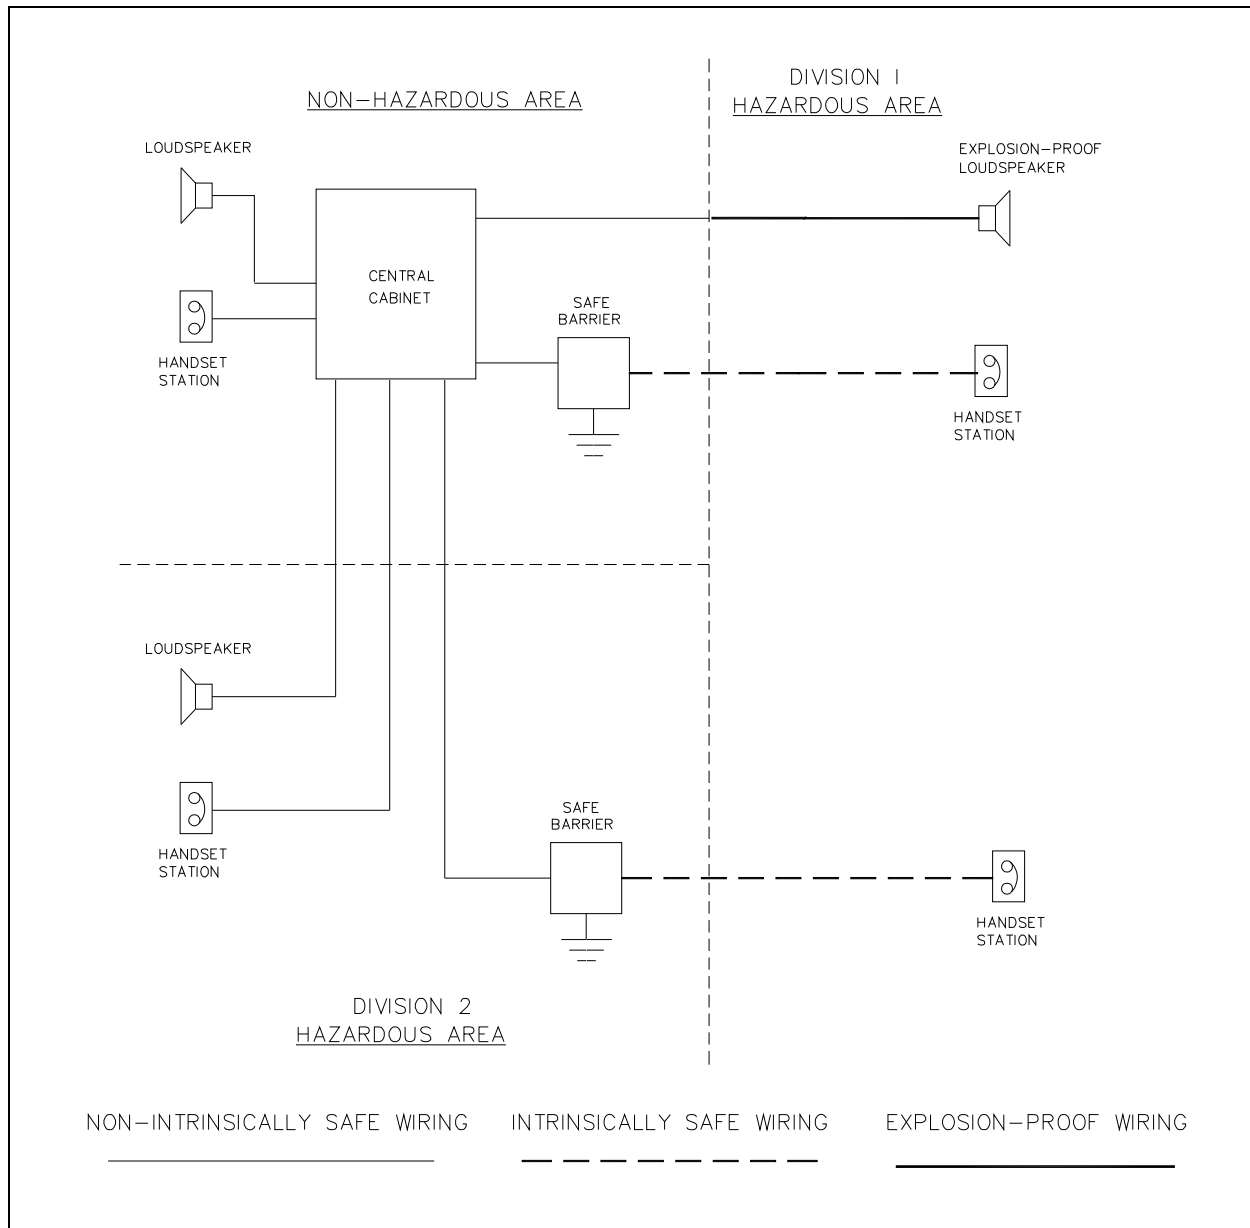 NON-HAZARDOUS AREA
DIVISION 1
HAZARDOUS AREA
LOUDSPEAKER
EXPLOSION-PROOF
LOUDSPEAKER
CENTRAL
CABINET
SAFE
BARRIER
HANDSET
STATION
HANDSET
STATION
LOUDSPEAKER
SAFE
BARRIER
HANDSET
STATION
HANDSET
STATION
DIVISION 2
HAZARDOUS AREA
NON-INTRINSICALLY SAFE WIRING
INTRINSICALLY SAFE WIRING
EXPLOSION-PROOF WIRING